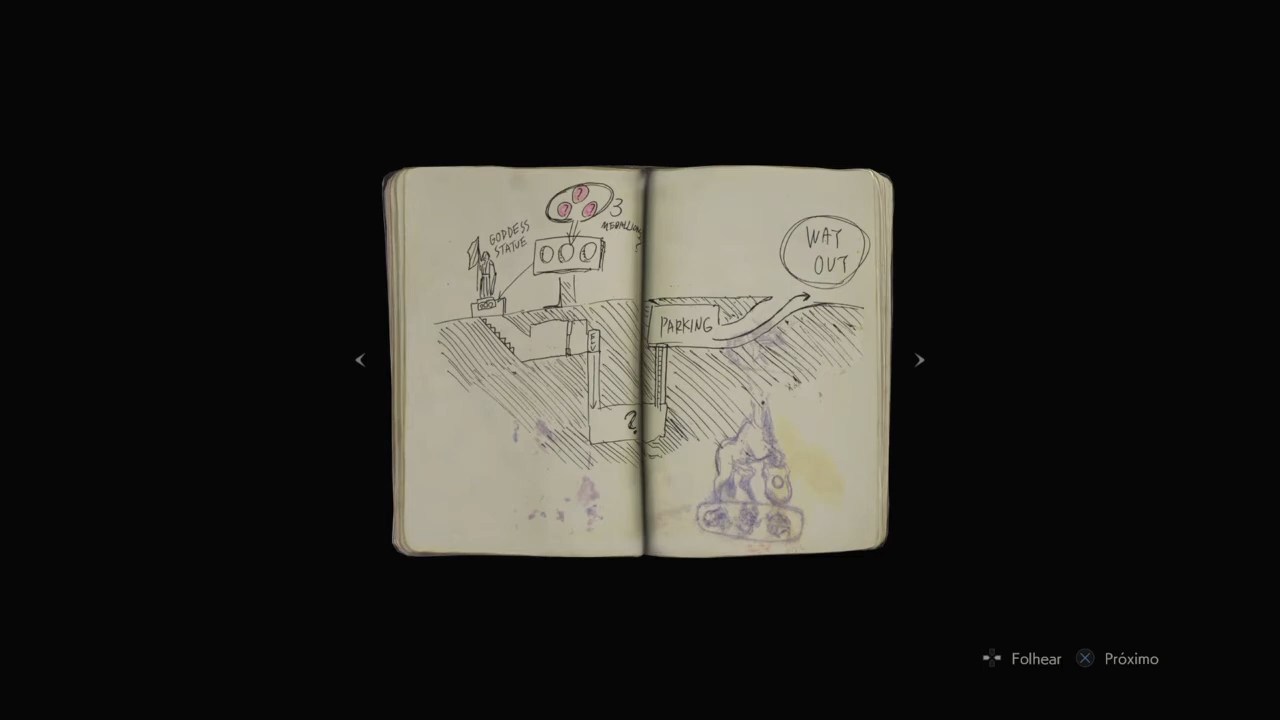 3
MEDALLIONS
?
GODDESS
STATUE
WAY
OUT
PARKING
E
V
?
Folhear
Próximo